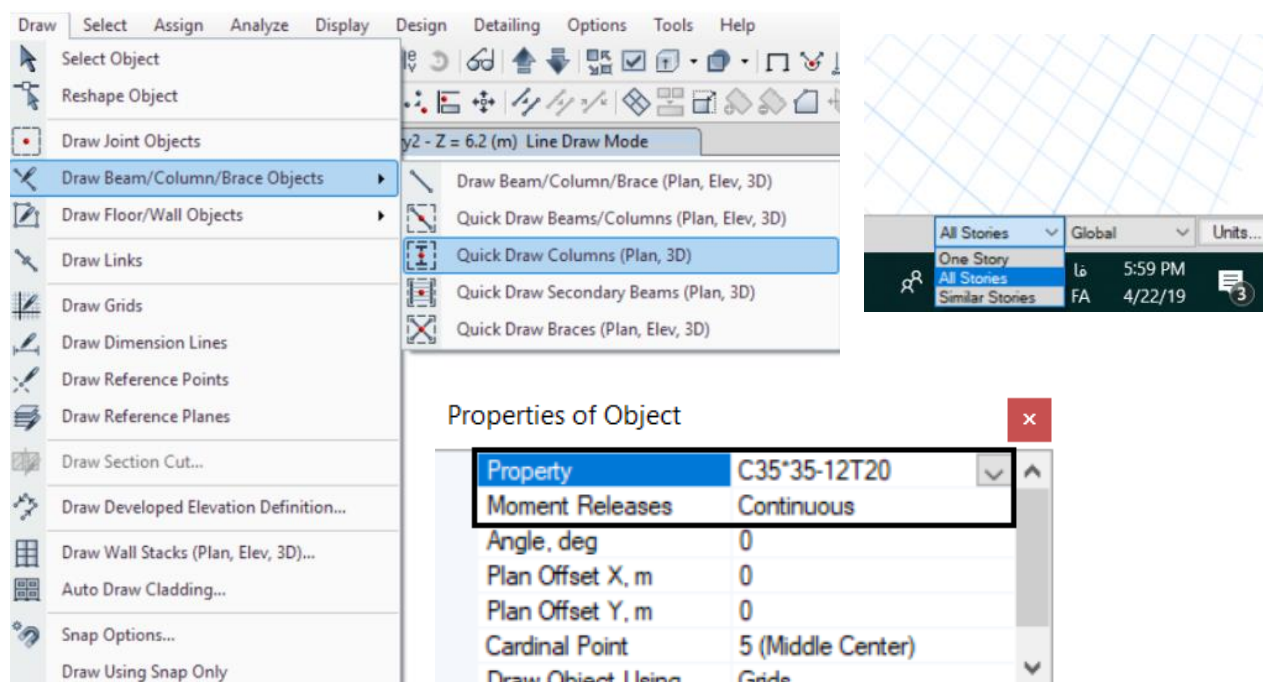 Draw Select Assign Analyze Display Design Detailing Options Tools Help
Select Object
Reshape Object
Draw Joint Objects
Draw Beam/Column/Brace Objects
Draw Floor/Wall Objects
Draw Links
Draw Grids
Draw Dimension Lines
Draw Reference Points
Draw Reference Planes
Draw Section Cut...
Draw Developed Elevation Definition...
Draw Wall Stacks (Plan, Elev, 3D)...
Auto Draw Cladding...
Snap Options...
Draw Using Snap Only
y2 - Z = 6.2 (m) Line Draw Mode
Draw Beam/Column/Brace (Plan, Elev, 3D)
Quick Draw Beams/Columns (Plan, Elev, 3D)
Quick Draw Columns (Plan, 3D)
Quick Draw Secondary Beams (Plan, 3D)
Quick Draw Braces (Plan, Elev, 3D)
All Stories Global Units...
One Story
All Stories
Similar Stories
فا 5:59 PM
FA 4/22/19
3
Properties of Object
Property C35*35-12T20
Moment Releases Continuous
Angle, deg 0
Plan Offset X, m 0
Plan Offset Y, m 0
Cardinal Point 5 (Middle Center)
Draw Object Using Grids